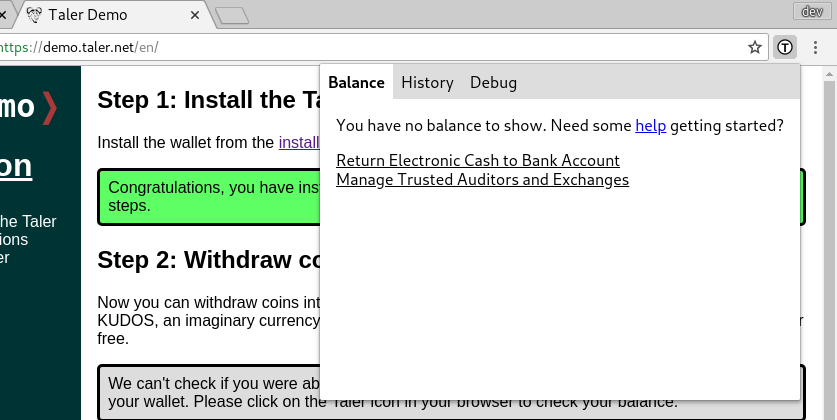 Taler Demo
dev
https://demo.taler.net/en/
Balance History Debug
You have no balance to show. Need some help getting started?
Return Electronic Cash to Bank Account
Manage Trusted Auditors and Exchanges
emo❯
on
he Taler
ions
er
Step 1: Install the Ta
Install the wallet from the install
Congratulations, you have ins
steps.
Step 2: Withdraw co
Now you can withdraw coins int
KUDOS, an imaginary currency
r
free.
We can't check if you were ab
your wallet. Please click on the Taler icon in your browser to check your balance.